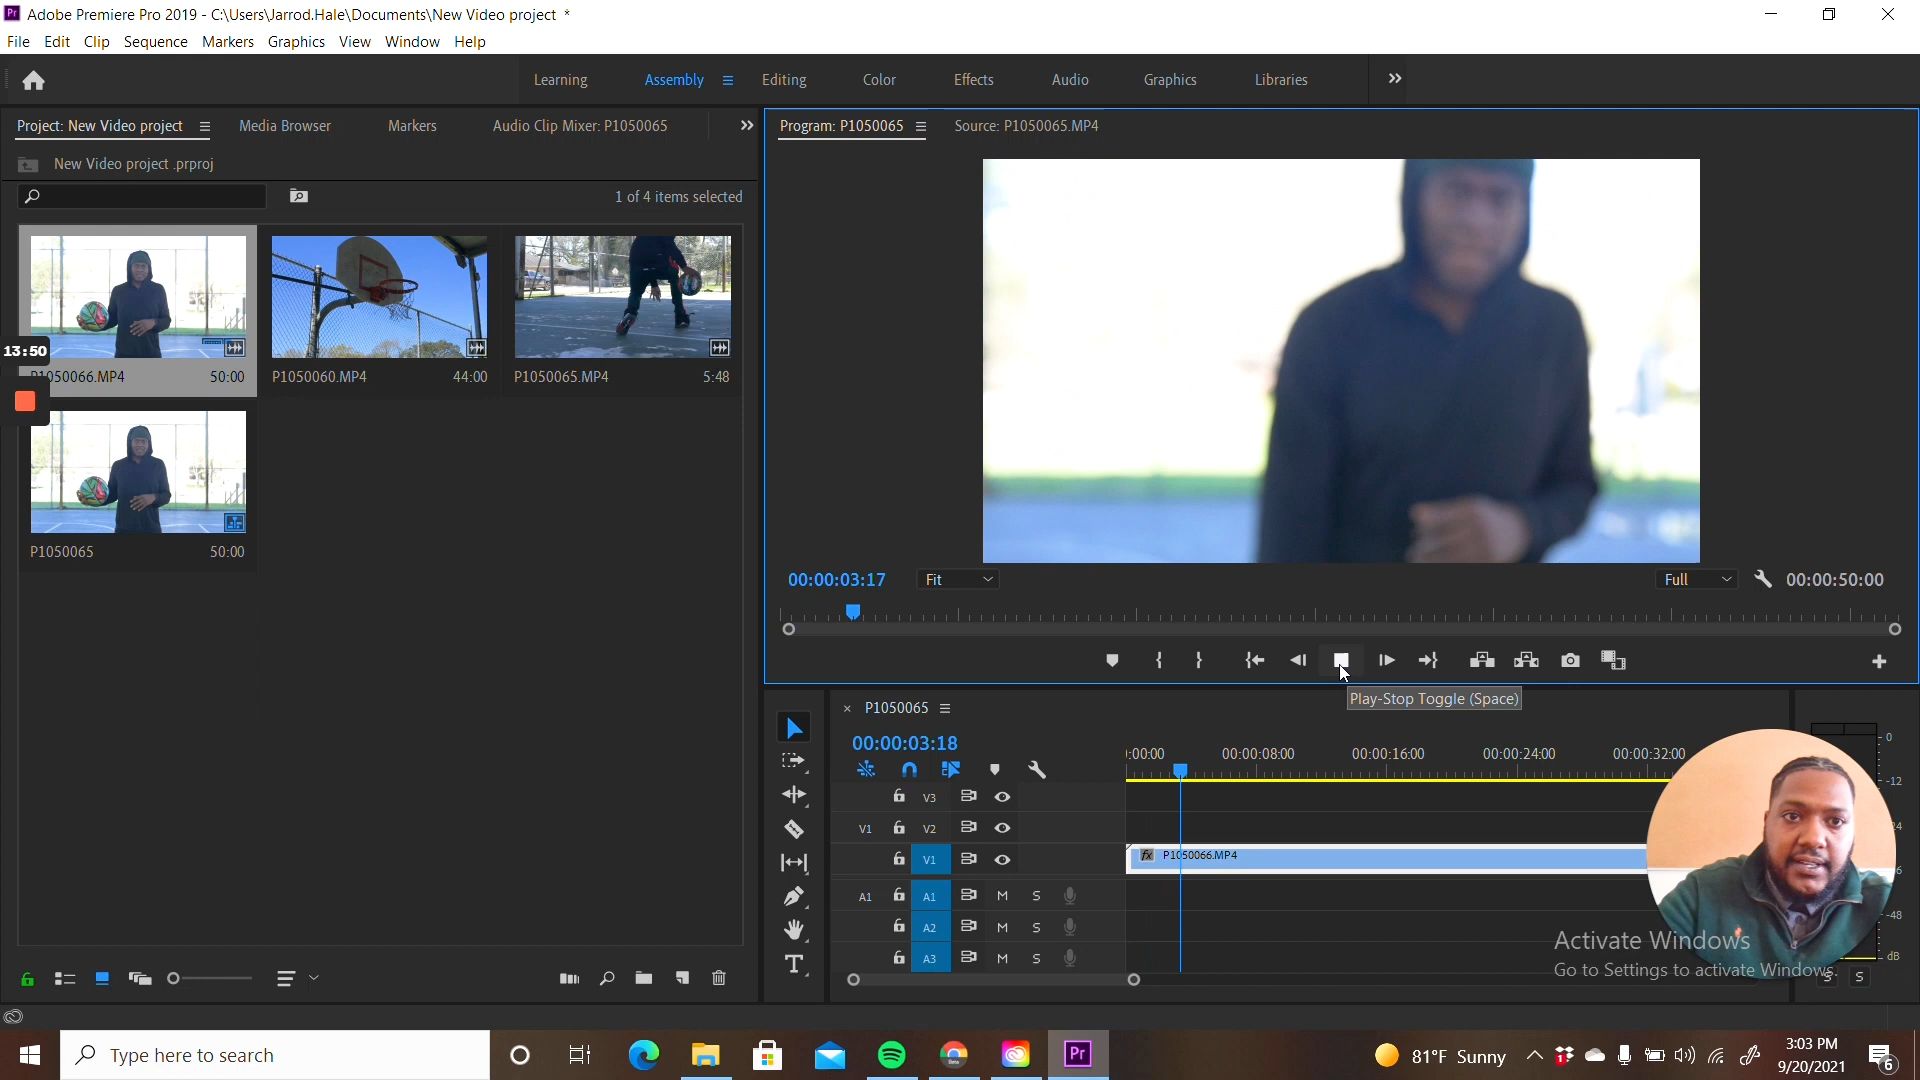 Pr Adobe Premiere Pro 2019 - C:\Users\Jarrod.Hale\Documents\New Video project *
File Edit Clip Sequence Markers Graphics View Window Help
Learning Assembly Editing Color Effects Audio Graphics Libraries
Project: New Video project Media Browser Markers Audio Clip Mixer: P1050065
New Video project .prproj
1 of 4 items selected
P1050066.MP4 50:00
P1050060.MP4 44:00
P1050065.MP4 5:48
13:50
P1050065 50:00
Program: P1050065 Source: P1050065.MP4
00:00:03:17 Fit Full 00:00:50:00
Play-Stop Toggle (Space)
× P1050065
00:00:03:18
:00:00 00:00:08:00 00:00:16:00 00:00:24:00 00:00:32:00
V3
V1 V2
V1
fx P1050066.MP4
A1 A1 M S
A2 M S
A3 M S
0
-12
24
6
-48
dB
S S
Activate Windows
Go to Settings to activate Windows.
Type here to search
Pr
81°F Sunny
1
3:03 PM
9/20/2021
6